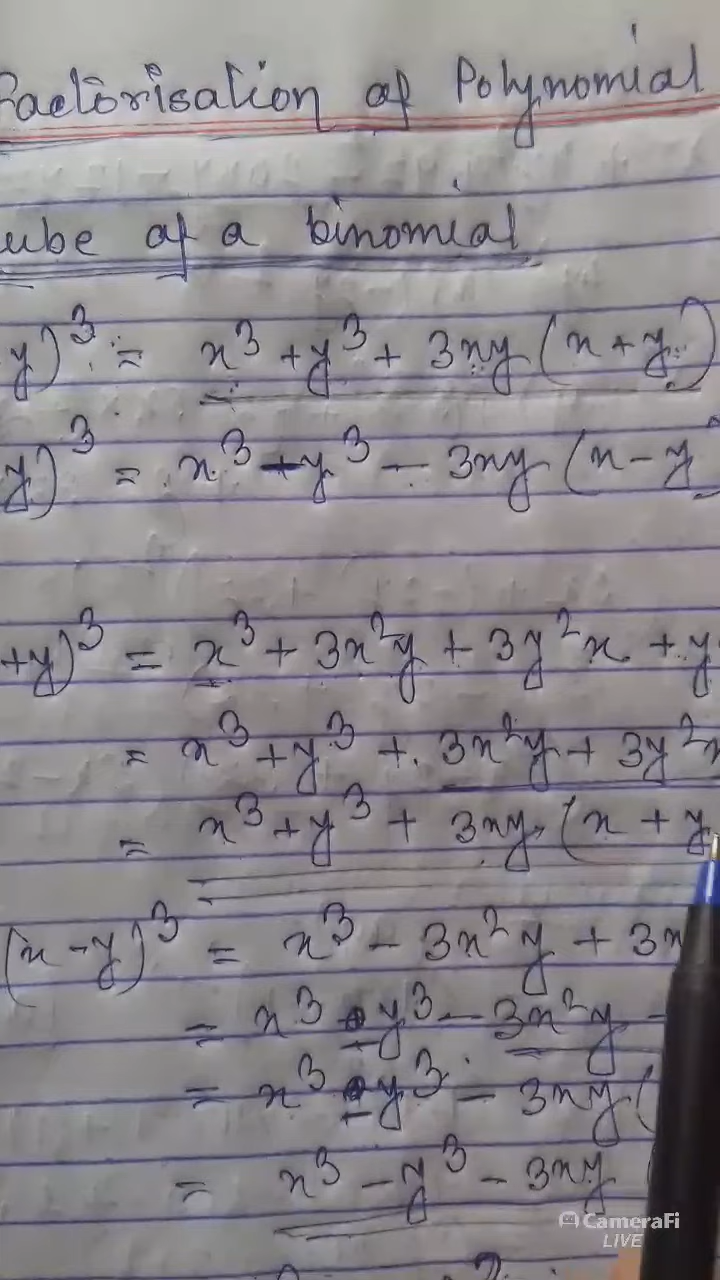 Factorisation of Polynomial
ube of a binomial
y)³ = x³ + y³ + 3xy (x + y)
y)³ = x³ - y³ - 3xy (x - y
+y)³ = x³ + 3x²y + 3y²x + y
= x³ + y³ + 3x²y + 3y²x
= x³ + y³ + 3xy (x + y
(x - y)³ = x³ - 3x²y + 3x
= x³ - y³ - 3x²y
= x³ - y³ - 3xy (
= x³ - y³ - 3xy
CameraFi
LIVE